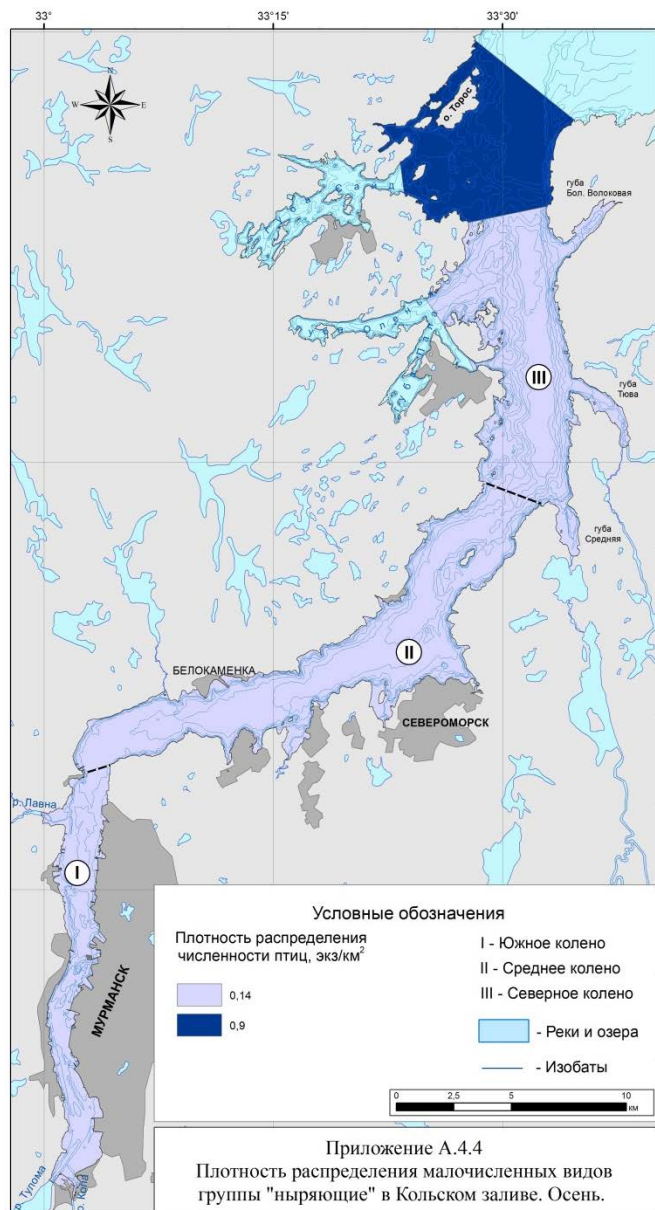 33°
33°15'
33°30'
N
W
E
S
о. Торос
губа
Бол. Волоковая
III
губа
Тюва
губа
Средняя
II
БЕЛОКАМЕНКА
СЕВЕРОМОРСК
р. Лавна
I
МУРМАНСК
р. Тулома
р. Кола
Условные обозначения
Плотность распределения
численности птиц, экз/км²
0,14
0,9
I - Южное колено
II - Среднее колено
III - Северное колено
- Реки и озера
- Изобаты
0
2,5
5
10
км
Приложение А.4.4
Плотность распределения малочисленных видов
группы "ныряющие" в Кольском заливе. Осень.